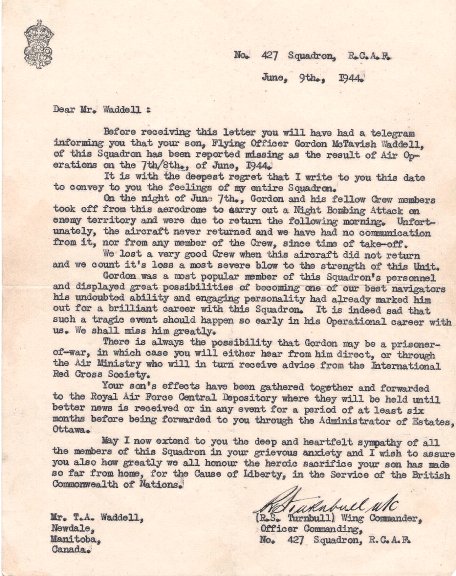 No. 427 Squadron, R.C.A.F.
June, 9th., 1944.
Dear Mr. Waddell :
Before receiving this letter you will have had a telegram
informing you that your son, Flying Officer Gordon McTavish Waddell,
of this Squadron has been reported missing as the result of Air Op-
erations on the 7th/8th., of June, 1944.
It is with the deepest regret that I write to you this date
to convey to you the feelings of my entire Squadron.
On the night of June 7th., Gordon and his fellow Crew members
took off from this aerodrome to carry out a Night Bombing Attack on
enemy territory and were due to return the following morning. Unfort-
unately, the aircraft never returned and we have had no communication
from it, nor from any member of the Crew, since time of take-off.
We lost a very good Crew when this aircraft did not return
and we count it's loss a most severe blow to the strength of this Unit.
Gordon was a most popular member of this Squadron's personnel
and displayed great possibilities of becoming one of our best navigators
his undoubted ability and engaging personality had already marked him
out for a brilliant career with this Squadron. It is indeed sad that
such a tragic event should happen so early in his Operational career with
us. We shall miss him greatly.
There is always the possibility that Gordon may be a prisoner-
of-war, in which case you will either hear from him direct, or through
the Air Ministry who will in turn receive advice from the International
Red Cross Society.
Your son's effects have been gathered together and forwarded
to the Royal Air Force Central Depository where they will be held until
better news is received or in any event for a period of at least six
months before being forwarded to you through the Administrator of Estates,
Ottawa.
May I now extend to you the deep and heartfelt sympathy of all
the members of this Squadron in your grievous anxiety and I wish to assure
you also how greatly we all honour the heroic sacrifice your son has made
so far from home, for the Cause of Liberty, in the Service of the British
Commonwealth of Nations.
R.S. Turnbull W/C
Mr. T.A. Waddell,
Newdale,
Manitoba,
Canada.
(R.S. Turnbull) Wing Commander,
Officer Commanding,
No. 427 Squadron, R.C.A.F.